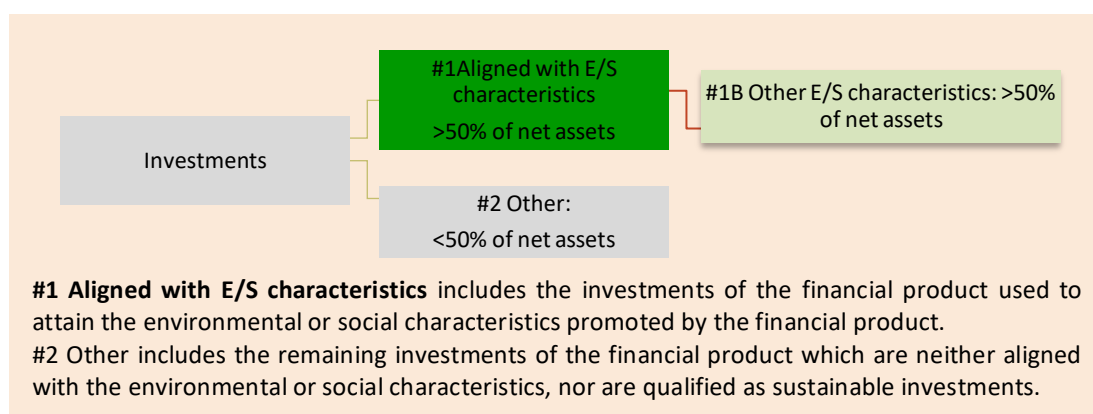 #1Aligned with E/S
characteristics
>50% of net assets
#1B Other E/S characteristics: >50%
of net assets
Investments
#2 Other:
<50% of net assets
#1 Aligned with E/S characteristics includes the investments of the financial product used to
attain the environmental or social characteristics promoted by the financial product.
#2 Other includes the remaining investments of the financial product which are neither aligned
with the environmental or social characteristics, nor are qualified as sustainable investments.